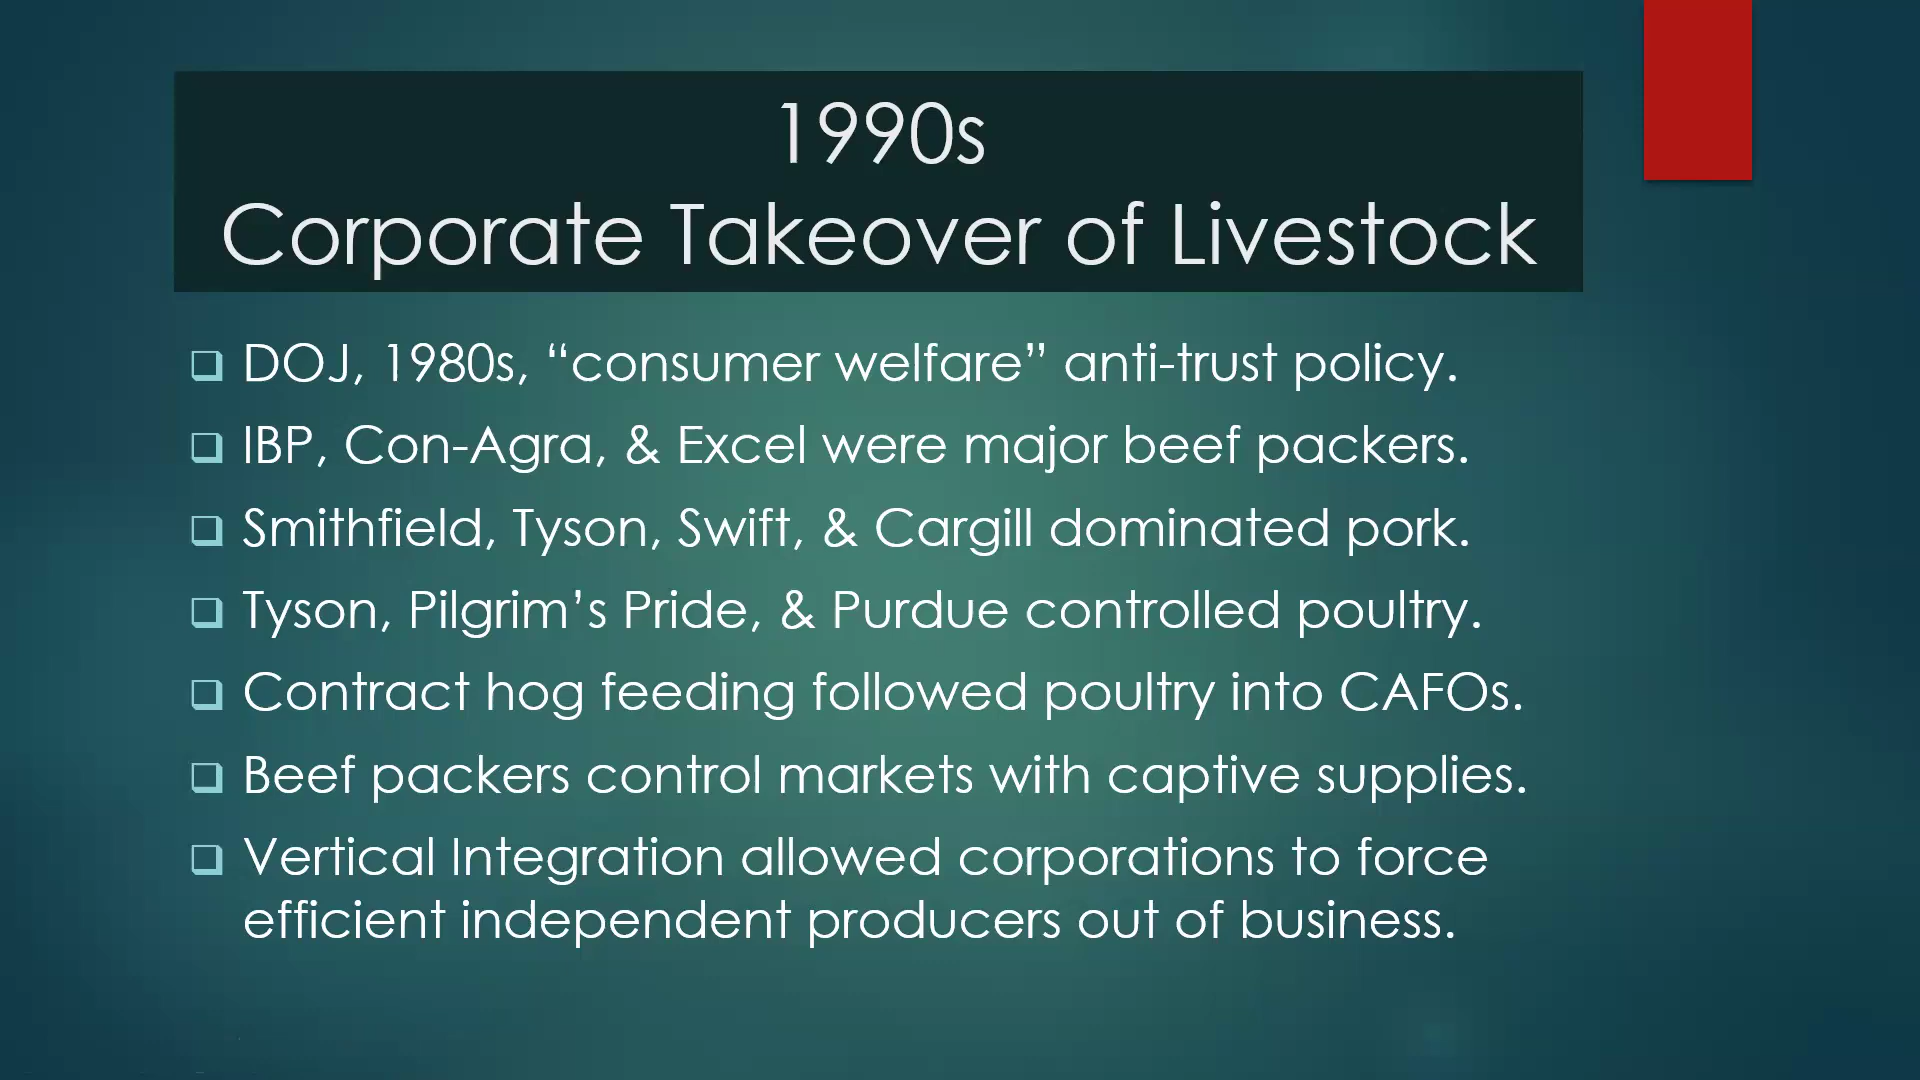 1990s
Corporate Takeover of Livestock
DOJ, 1980s, “consumer welfare” anti-trust policy.
IBP, Con-Agra, & Excel were major beef packers.
Smithfield, Tyson, Swift, & Cargill dominated pork.
Tyson, Pilgrim’s Pride, & Purdue controlled poultry.
Contract hog feeding followed poultry into CAFOs.
Beef packers control markets with captive supplies.
Vertical Integration allowed corporations to force
efficient independent producers out of business.